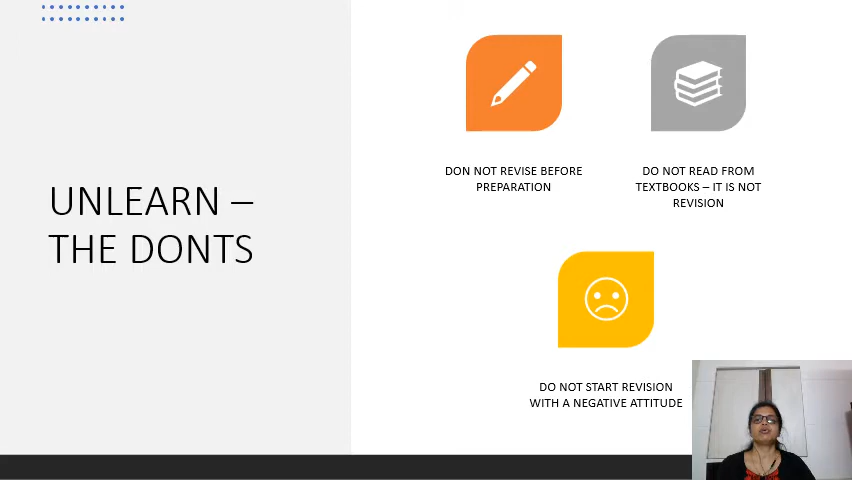 UNLEARN –
THE DONTS
DON NOT REVISE BEFORE
PREPARATION
DO NOT READ FROM
TEXTBOOKS – IT IS NOT
REVISION
DO NOT START REVISION
WITH A NEGATIVE ATTITUDE